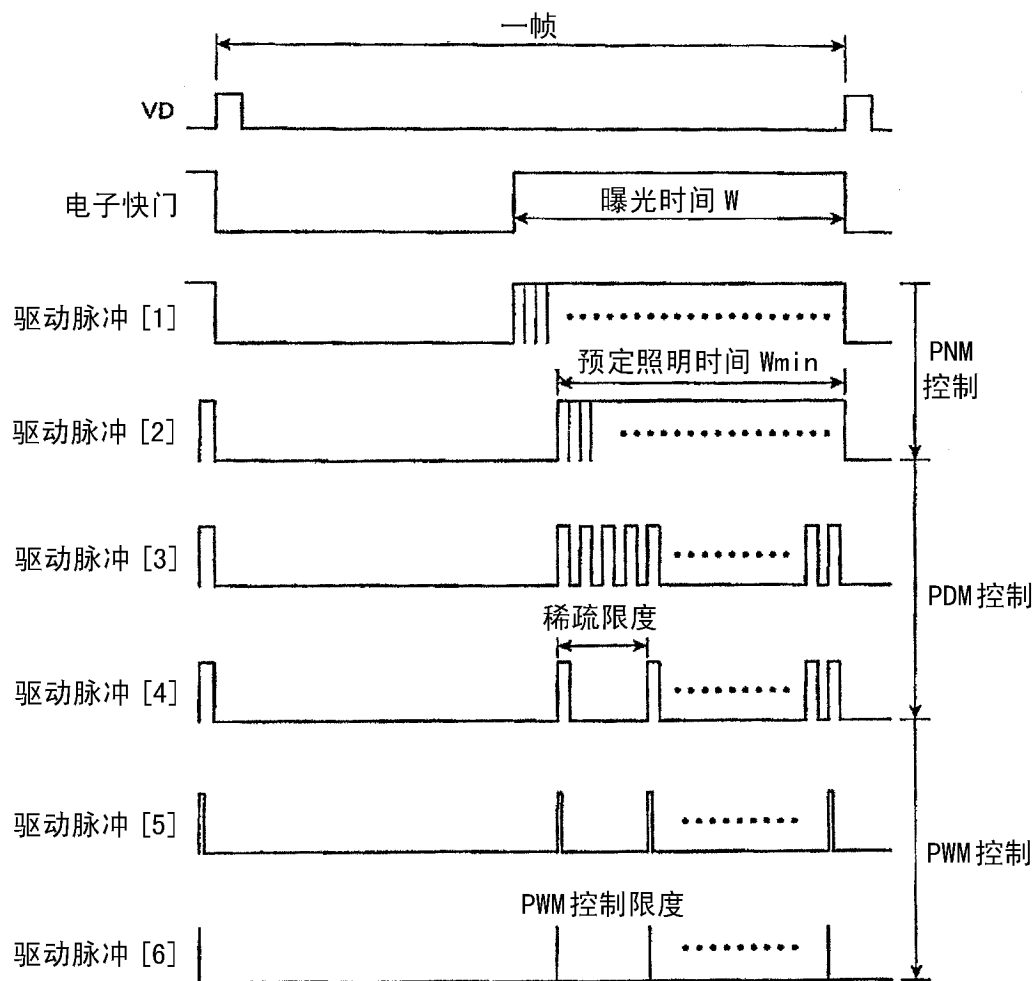 一帧
VD
电子快门
曝光时间 W
驱动脉冲 [1]
PNM
控制
预定照明时间 Wmin
驱动脉冲 [2]
驱动脉冲 [3]
PDM控制
稀疏限度
驱动脉冲 [4]
驱动脉冲 [5]
PWM控制
PWM控制限度
驱动脉冲 [6]